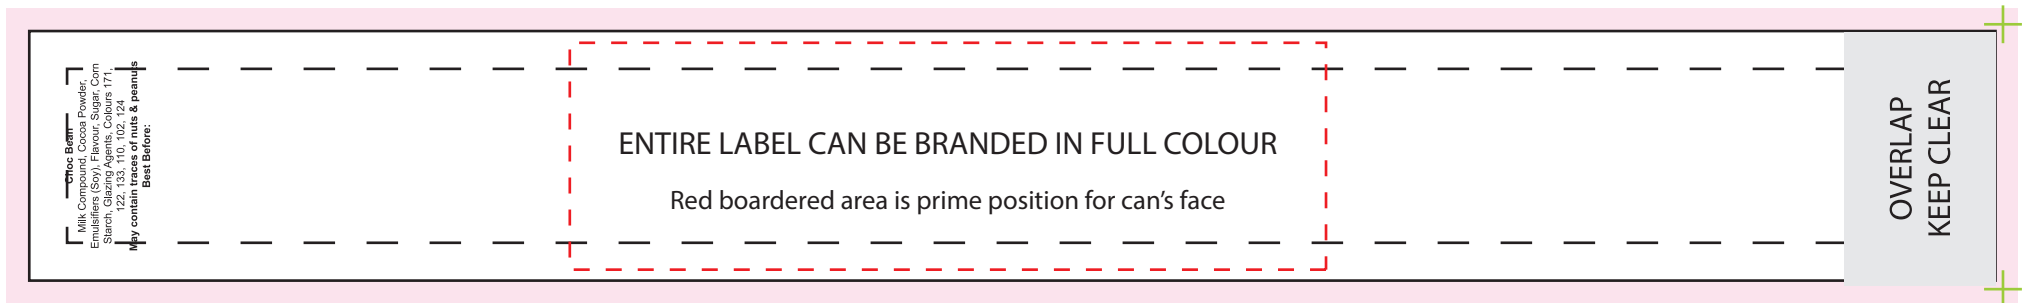 Choc Bean
Milk Compound, Cocoa Powder,
Emulsifiers (Soy), Flavour, Sugar, Corn
Starch, Glazing Agents, Colours 171,
122, 133, 110, 102, 124
May contain traces of nuts & peanuts
Best Before:
ENTIRE LABEL CAN BE BRANDED IN FULL COLOUR
Red boardered area is prime position for can’s face
OVERLAP
KEEP CLEAR